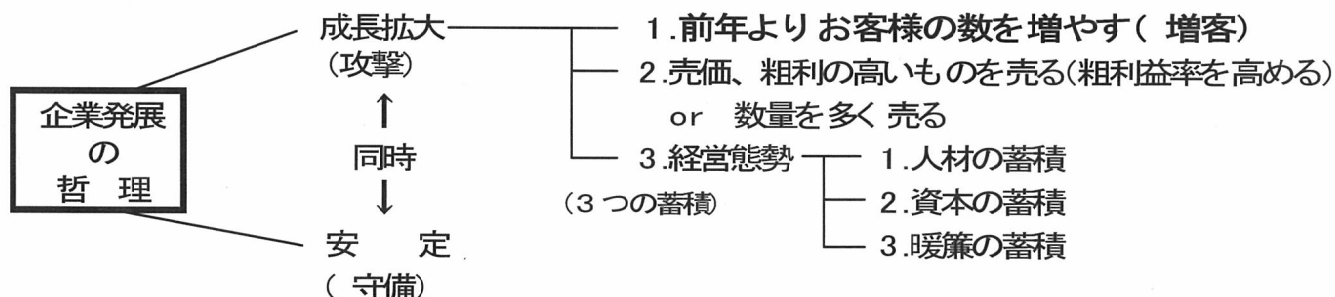 企業発展
の
哲 理
成長拡大
(攻撃)
↑
同時
↓
安 定
(守備)
1.前年よりお客様の数を増やす(増客)
2.売価、粗利の高いものを売る(粗利益率を高める)
or 数量を多く売る
3.経営態勢
(3つの蓄積)
1.人材の蓄積
2.資本の蓄積
3.暖簾の蓄積